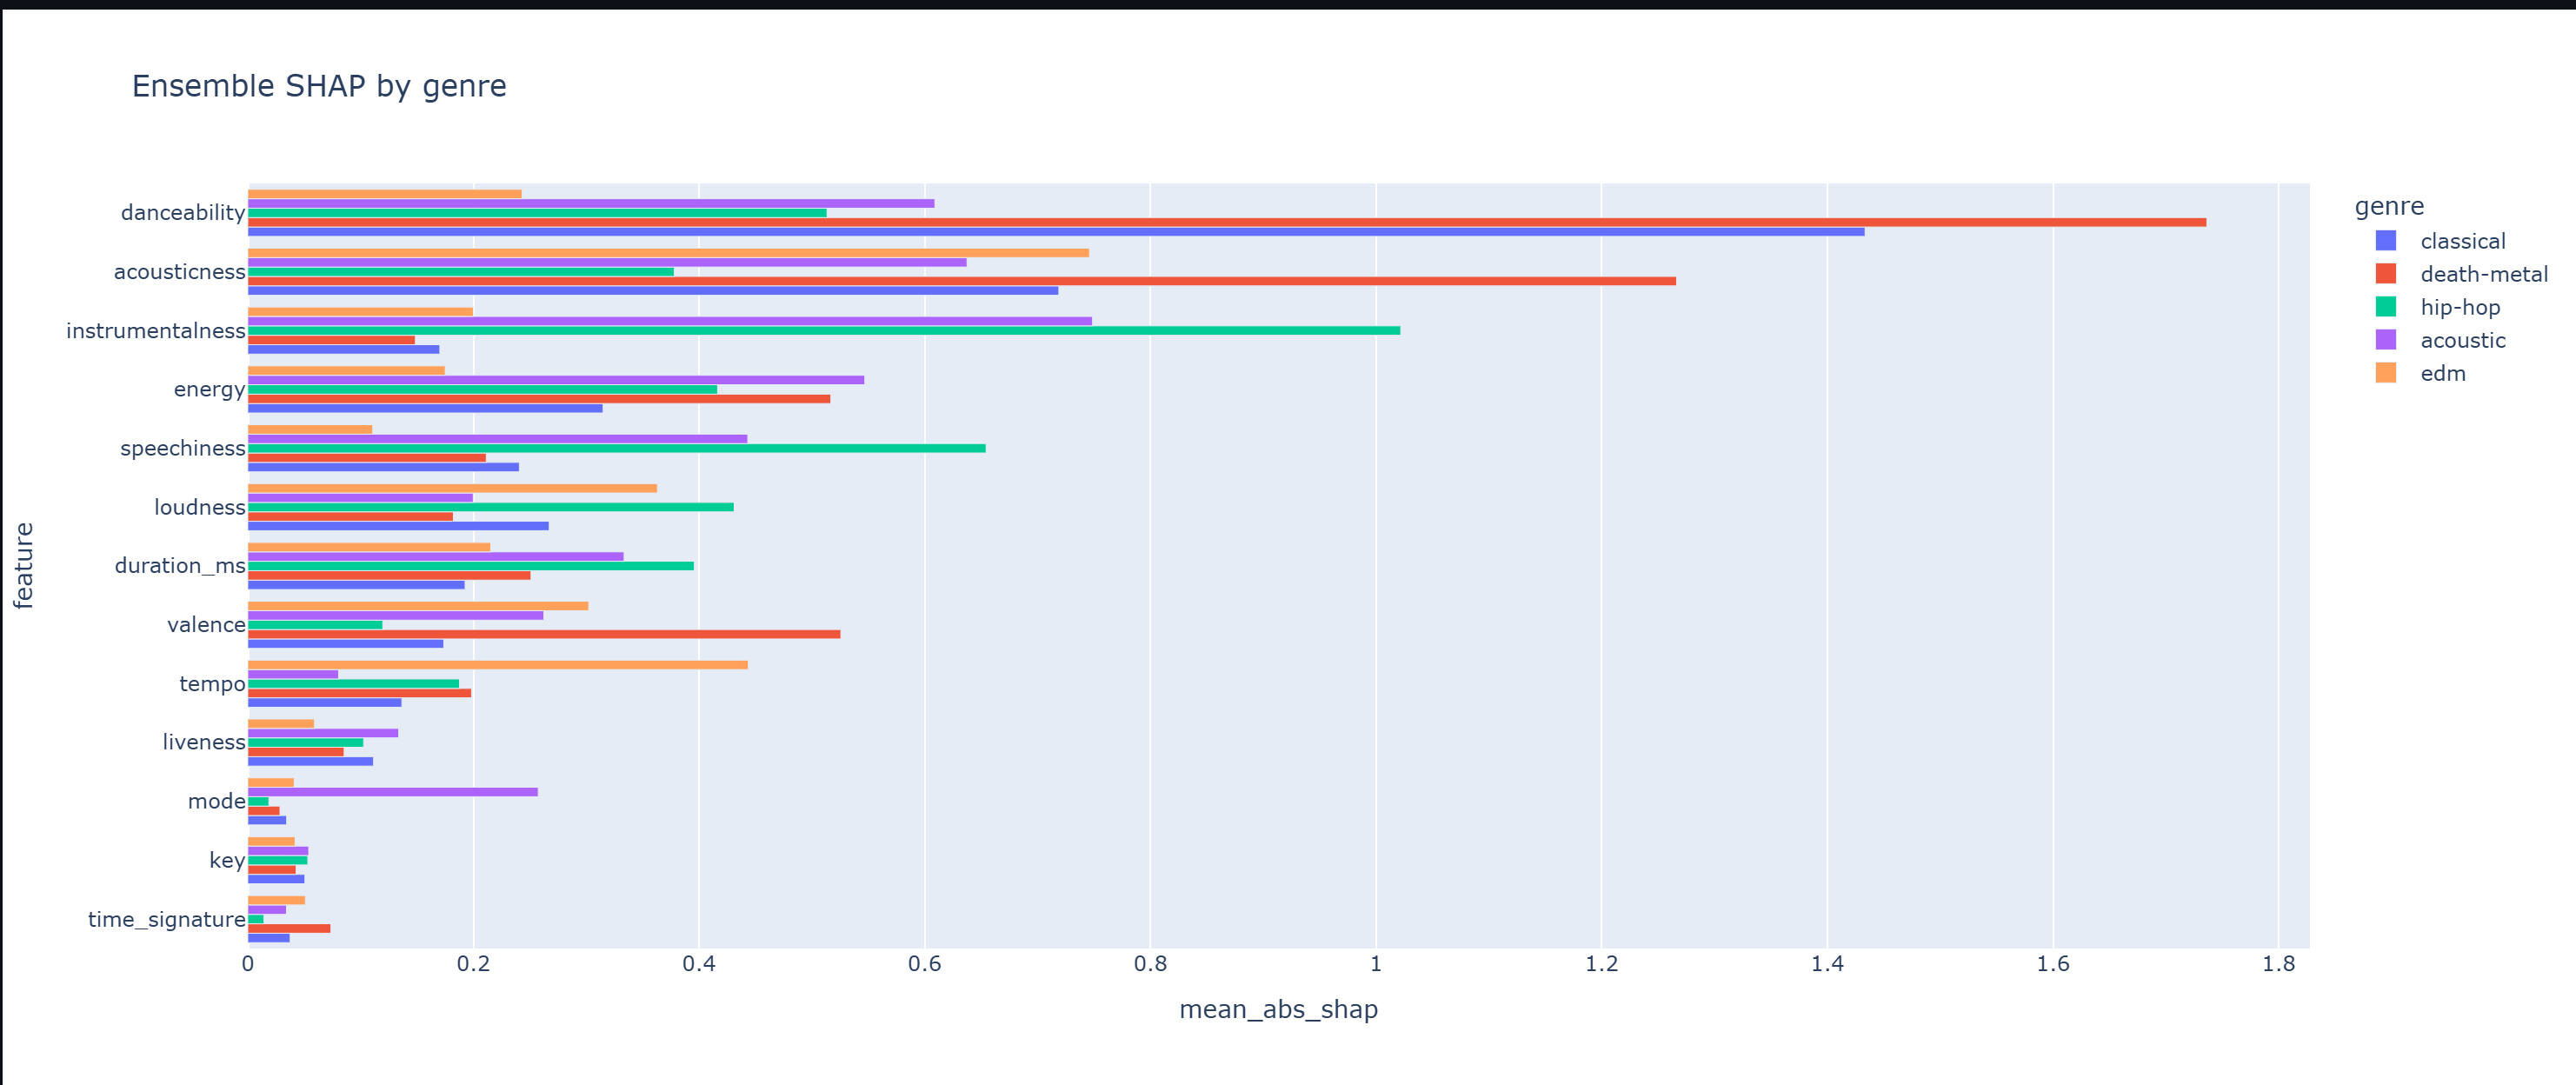 Ensemble SHAP by genre
danceability
acousticness
instrumentalness
energy
speechiness
loudness
duration_ms
valence
tempo
liveness
mode
key
time_signature
feature
0 0.2 0.4 0.6 0.8 1 1.2 1.4 1.6 1.8
mean_abs_shap
genre
classical
death-metal
hip-hop
acoustic
edm